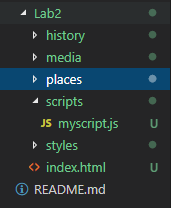 Lab2
history
media
places
scripts
JS myscript.js U
styles
<> index.html U
README.md